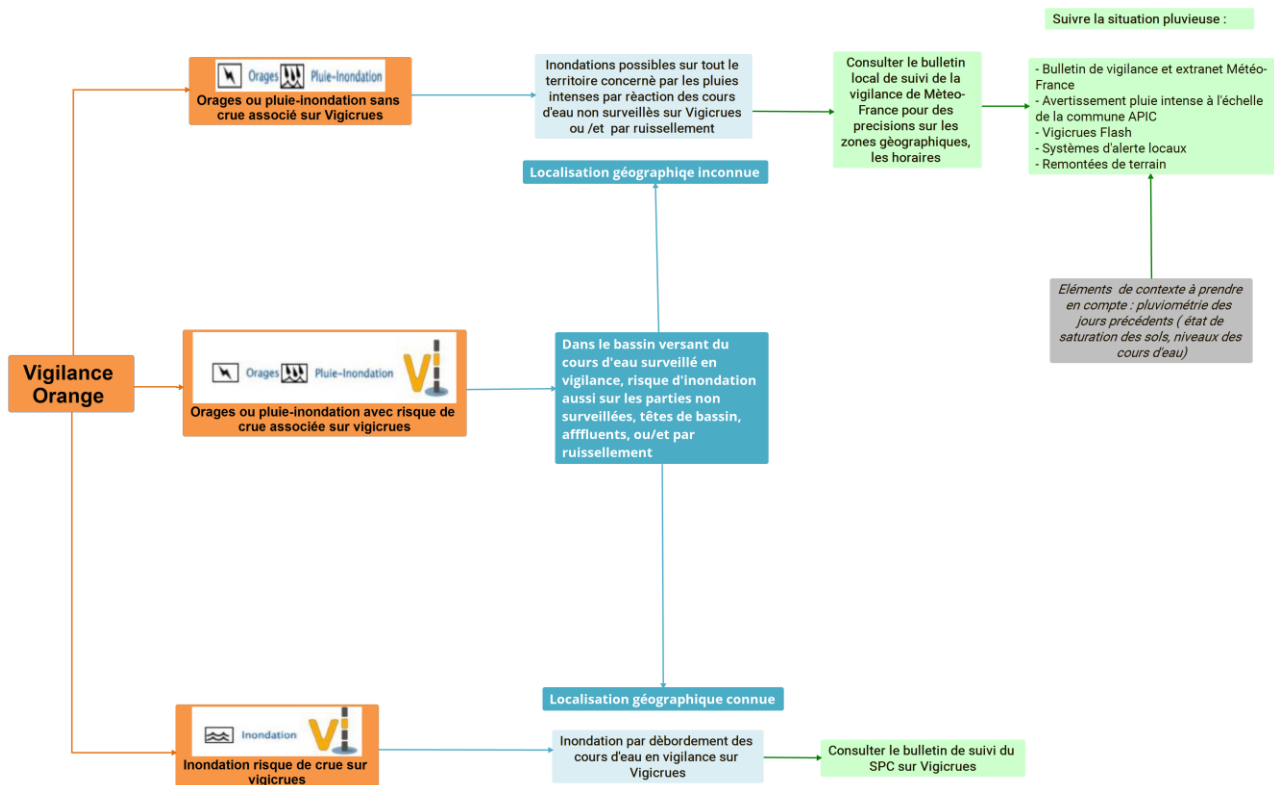 Suivre la situation pluvieuse :
Orages Pluie-Inondation
Orages ou pluie-inondation sans
crue associé sur Vigicrues
Inondations possibles sur tout le
territoire concernè par les pluies
intenses par rèaction des cours
d'eau non surveillès sur Vigicrues
ou /et par ruissellement
Consulter le bulletin
local de suivi de la
vigilance de Mèteo-
France pour des
precisions sur les
zones gèographiques,
les horaires
- Bulletin de vigilance et extranet Météo-
France
- Avertissement pluie intense à l'échelle
de la commune APIC
- Vigicrues Flash
- Systèmes d'alerte locaux
- Remontées de terrain
Localisation géographiqe inconnue
Eléments de contexte à prendre
en compte : pluviométrie des
jours précédents ( état de
saturation des sols, niveaux des
cours d'eau)
Vigilance
Orange
Orages Pluie-Inondation Vi
Orages ou pluie-inondation avec risque de
crue associée sur vigicrues
Dans le bassin versant du
cours d'eau surveillé en
vigilance, risque d'inondation
aussi sur les parties non
surveillées, têtes de bassin,
afffluents, ou/et par
ruissellement
Localisation géographique connue
Inondation Vi
Inondation risque de crue sur
vigicrues
Inondation par dèbordement des
cours d'eau en vigilance sur
Vigicrues
Consulter le bulletin de suivi du
SPC sur Vigicrues